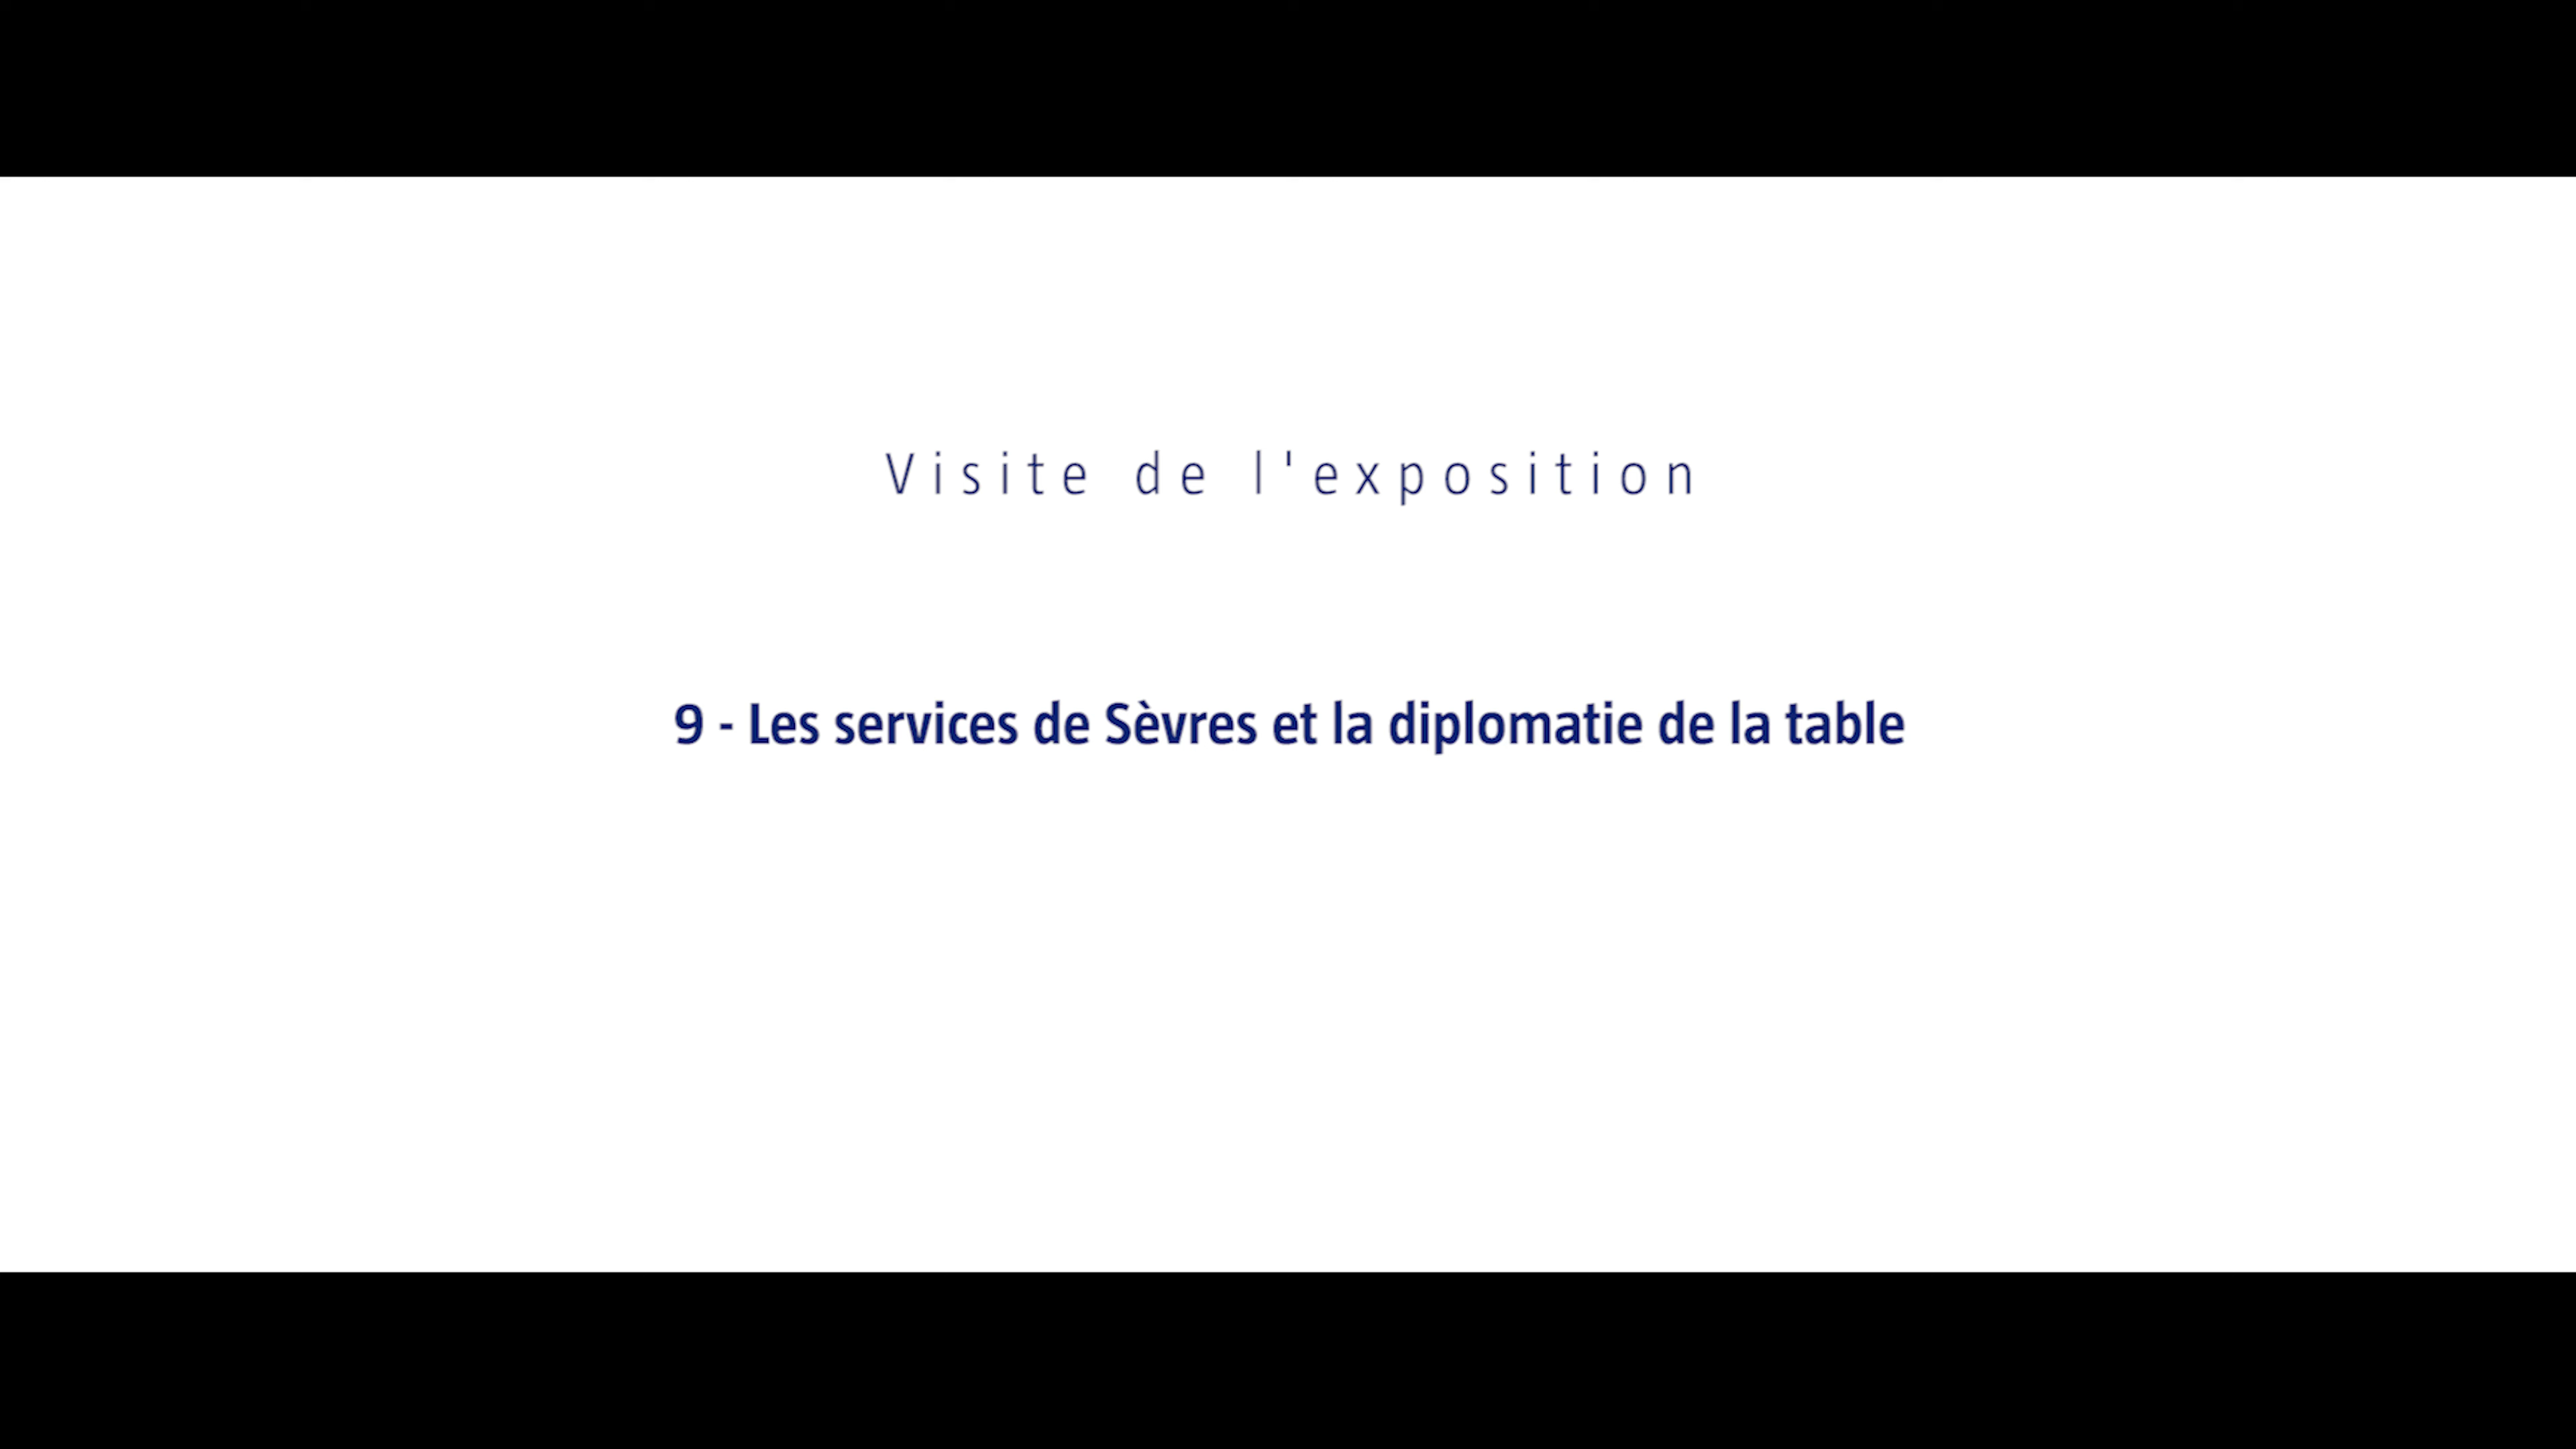 Visite de l'exposition
9 - Les services de Sèvres et la diplomatie de la table